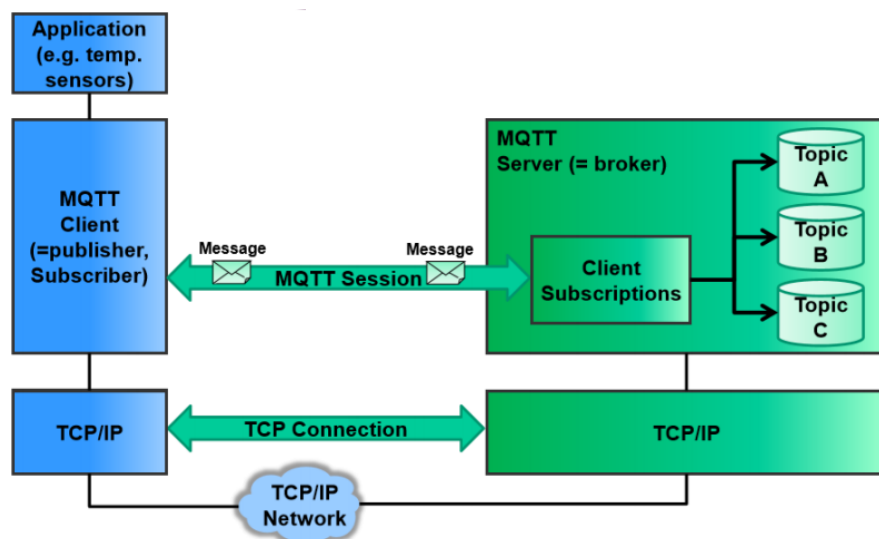 Application
(e.g. temp.
sensors)
MQTT
Client
(=publisher,
Subscriber)
Message
Message
MQTT Session
MQTT
Server (= broker)
Client
Subscriptions
Topic
A
Topic
B
Topic
C
TCP/IP
TCP Connection
TCP/IP
TCP/IP
Network